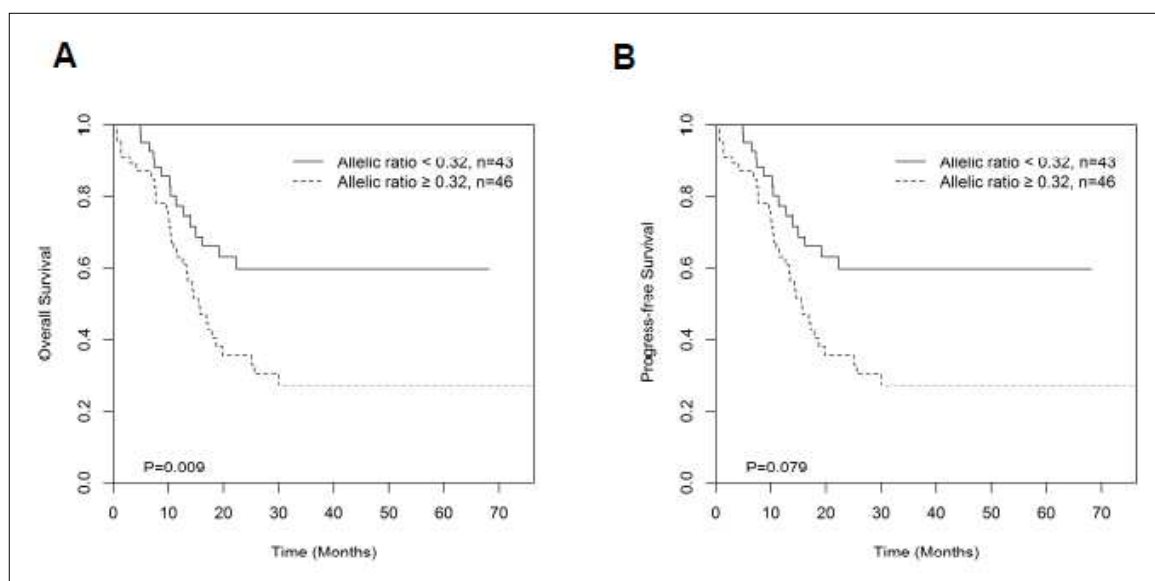 A
Overall Survival
1.0
0.8
0.6
0.4
0.2
0.0
Allelic ratio < 0.32, n=43
Allelic ratio ≥ 0.32, n=46
P=0.009
0 10 20 30 40 50 60 70
Time (Months)
B
Progress-free Survival
1.0
0.8
0.6
0.4
0.2
0.0
Allelic ratio < 0.32, n=43
Allelic ratio ≥ 0.32, n=46
P=0.079
0 10 20 30 40 50 60 70
Time (Months)